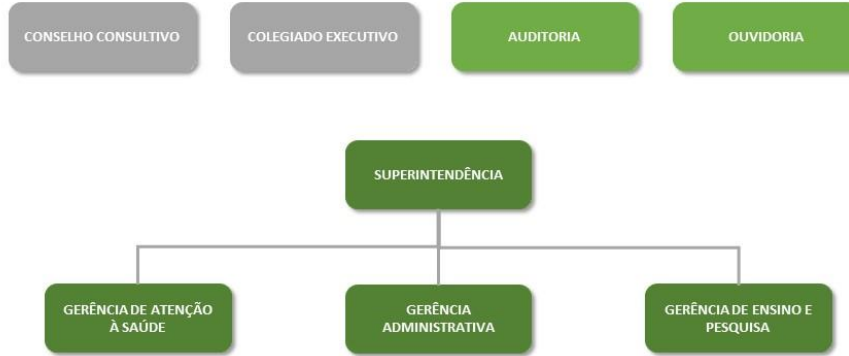 CONSELHO CONSULTIVO
COLEGIADO EXECUTIVO
AUDITORIA
OUVIDORIA
SUPERINTENDÊNCIA
GERÊNCIA DE ATENÇÃO
À SAÚDE
GERÊNCIA
ADMINISTRATIVA
GERÊNCIA DE ENSINO E
PESQUISA